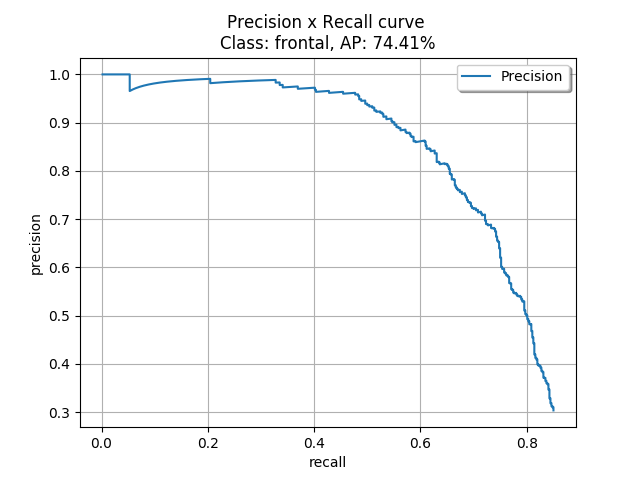 Precision x Recall curve
Class: frontal, AP: 74.41%
Precision
1.0
0.9
0.8
0.7
0.6
0.5
0.4
0.3
precision
0.0 0.2 0.4 0.6 0.8
recall